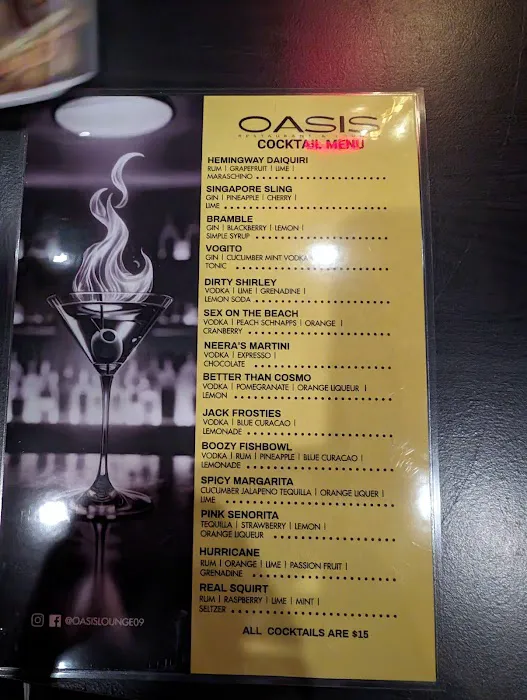 OASIS
RESTAURANT &
COCKTAIL MENU
HEMINGWAY DAIQUIRI
RUM | GRAPEFRUIT | LIME |
MARASCHINO
SINGAPORE SLING
GIN | PINEAPPLE | CHERRY |
LIME
BRAMBLE
GIN | BLACKBERRY | LEMON |
SIMPLE SYRUP
VOGITO
GIN | CUCUMBER MINT VODKA
TONIC
DIRTY SHIRLEY
VODKA | LIME | GRENADINE |
LEMON SODA
SEX ON THE BEACH
VODKA | PEACH SCHNAPPS | ORANGE |
CRANBERRY
NEERA'S MARTINI
VODKA | EXPRESSO |
CHOCOLATE
BETTER THAN COSMO
VODKA | POMEGRANATE | ORANGE LIQUEUR |
LEMON
JACK FROSTIES
VODKA | BLUE CURACAO |
LEMONADE
BOOZY FISHBOWL
VODKA | RUM | PINEAPPLE | BLUE CURACAO |
LEMONADE
SPICY MARGARITA
CUCUMBER JALAPENO TEQUILLA | ORANGE LIQUER |
LIME
PINK SENORITA
TEQUILLA | STRAWBERRY | LEMON |
ORANGE LIQUEUR
HURRICANE
RUM | ORANGE | LIME | PASSION FRUIT |
GRENADINE
REAL SQUIRT
RUM | RASPBERRY | LIME | MINT |
SELTZER
ALL COCKTAILS ARE $15
@OASISLOUNGE09